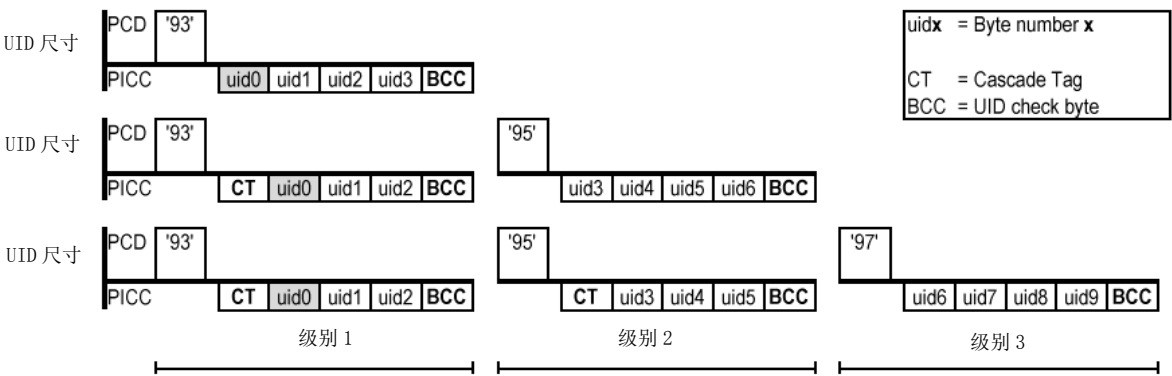 UID 尺寸 PCD '93'
PICC uid0 uid1 uid2 uid3 BCC
uidx = Byte number x
CT = Cascade Tag
BCC = UID check byte
UID 尺寸 PCD '93' '95'
PICC CT uid0 uid1 uid2 BCC uid3 uid4 uid5 uid6 BCC
UID 尺寸 PCD '93' '95' '97'
PICC CT uid0 uid1 uid2 BCC CT uid3 uid4 uid5 BCC uid6 uid7 uid8 uid9 BCC
级别 1 级别 2 级别 3